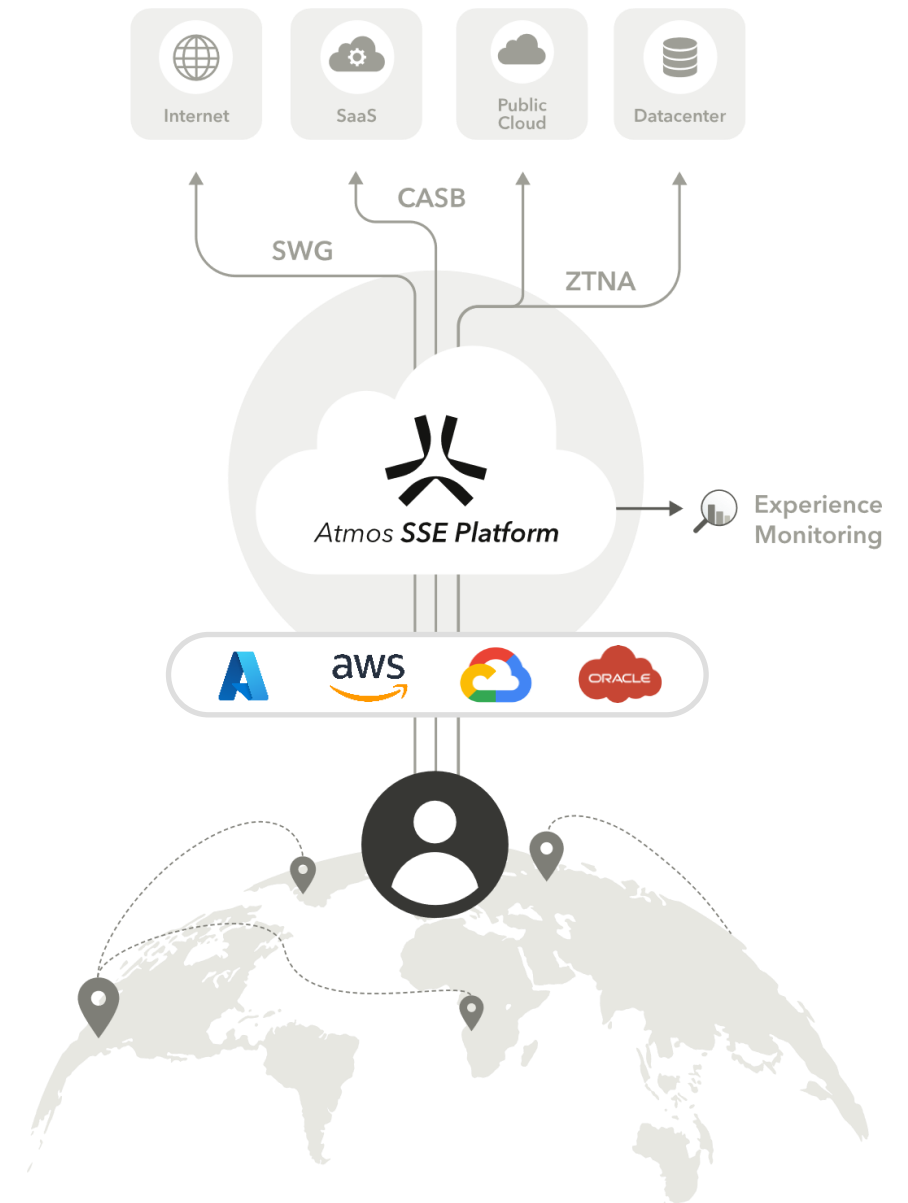 Internet
SaaS
Public
Cloud
Datacenter
CASB
SWG
ZTNA
Atmos SSE Platform
Experience
Monitoring
aws
ORACLE